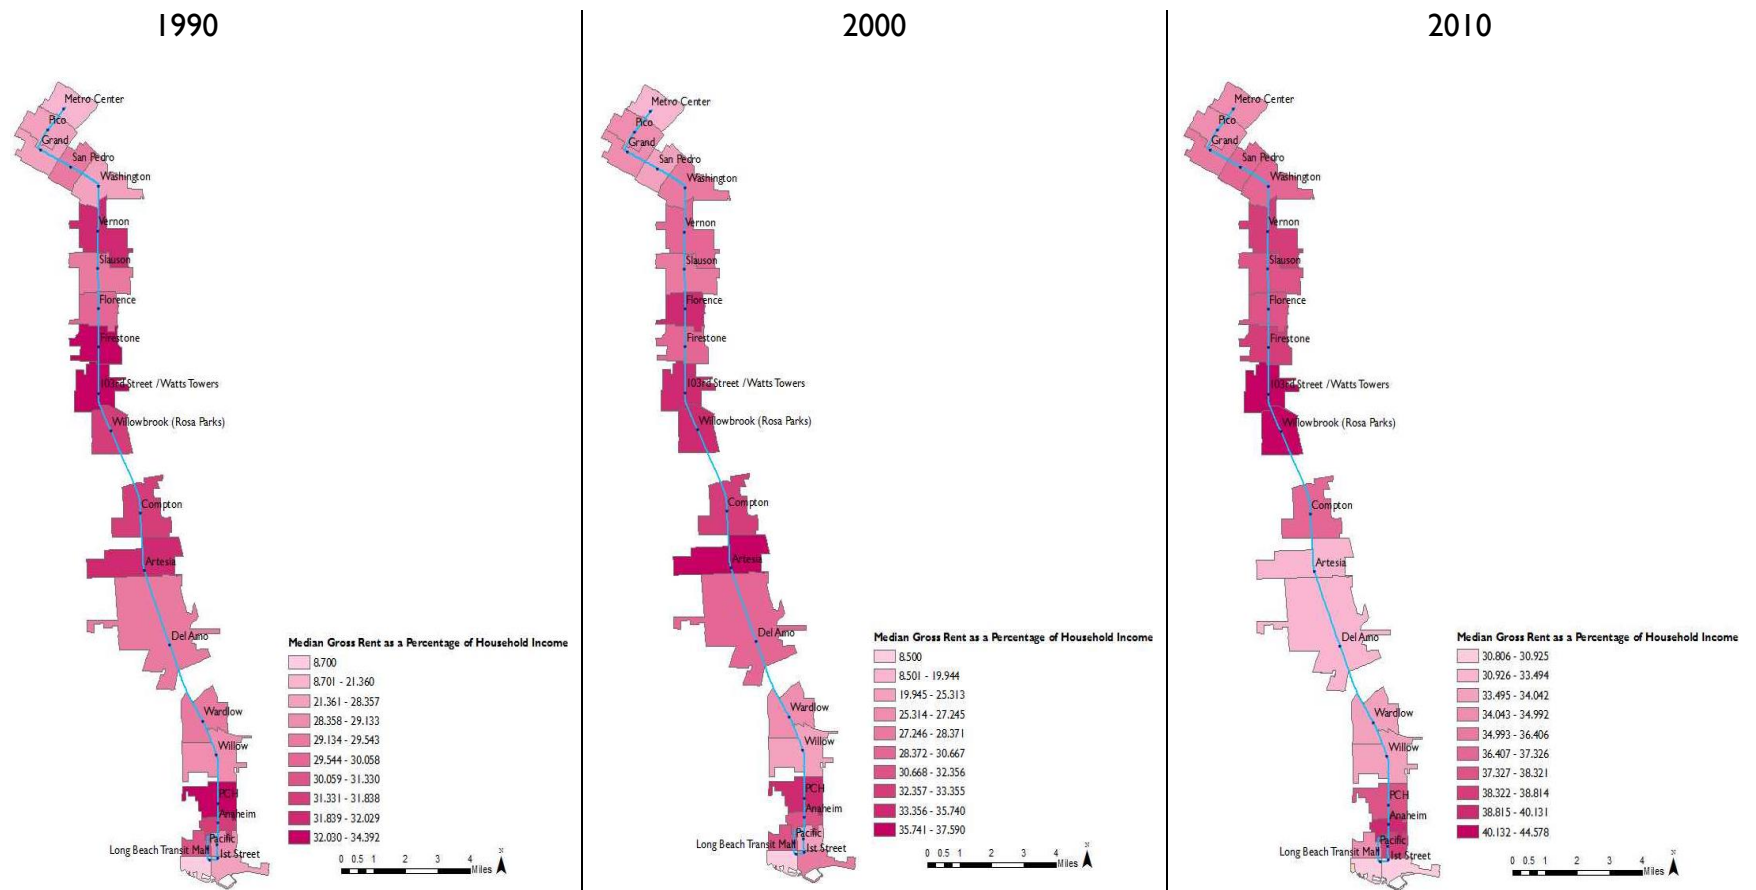 1990
Metro Center
Pico
Grand
San Pedro
Washington
Vernon
Slauson
Florence
Firestone
103rd Street / Watts Towers
Willowbrook (Rosa Parks)
Compton
Artesia
Del Amo
Wardlow
Willow
PCH
Anaheim
Pacific
Long Beach Transit Mall
1st Street
Median Gross Rent as a Percentage of Household Income
8.700
8.701 - 21.360
21.361 - 28.357
28.358 - 29.133
29.134 - 29.543
29.544 - 30.058
30.059 - 31.330
31.331 - 31.838
31.839 - 32.029
32.030 - 34.392
0 0.5 1 2 3 4
Miles
2000
Metro Center
Pico
Grand
San Pedro
Washington
Vernon
Slauson
Florence
Firestone
103rd Street / Watts Towers
Willowbrook (Rosa Parks)
Compton
Artesia
Del Amo
Wardlow
Willow
PCH
Anaheim
Pacific
Long Beach Transit Mall
1st Street
Median Gross Rent as a Percentage of Household Income
8.500
8.501 - 19.944
19.945 - 25.313
25.314 - 27.245
27.246 - 28.371
28.372 - 30.667
30.668 - 32.356
32.357 - 33.355
33.356 - 35.740
35.741 - 37.590
0 0.5 1 2 3 4
Miles
2010
Metro Center
Pico
Grand
San Pedro
Washington
Vernon
Slauson
Florence
Firestone
103rd Street / Watts Towers
Willowbrook (Rosa Parks)
Compton
Artesia
Del Amo
Wardlow
Willow
PCH
Anaheim
Pacific
Long Beach Transit Mall
1st Street
Median Gross Rent as a Percentage of Household Income
30.806 - 30.925
30.926 - 33.494
33.495 - 34.042
34.043 - 34.992
34.993 - 36.406
36.407 - 37.326
37.327 - 38.321
38.322 - 38.814
38.815 - 40.131
40.132 - 44.578
0 0.5 1 2 3 4
Miles